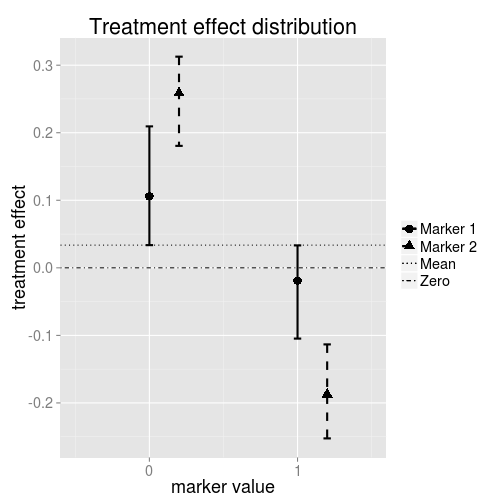 Treatment effect distribution
treatment effect
0.3
0.2
0.1
0.0
-0.1
-0.2
0
1
marker value
Marker 1
Marker 2
Mean
Zero